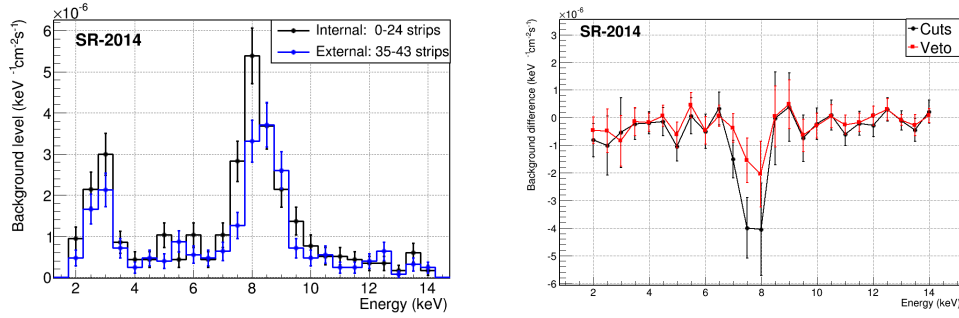 ×10⁻⁶
SR-2014
Internal: 0-24 strips
External: 35-43 strips
Background level (keV ⁻¹cm⁻²s⁻¹)
6
5
4
3
2
1
0
2 4 6 8 10 12 14
Energy (keV)
×10⁻⁶
SR-2014
Cuts
Veto
Background difference (keV ⁻¹cm⁻²s⁻¹)
3
2
1
0
-1
-2
-3
-4
-5
-6
2 4 6 8 10 12 14
Energy (keV)